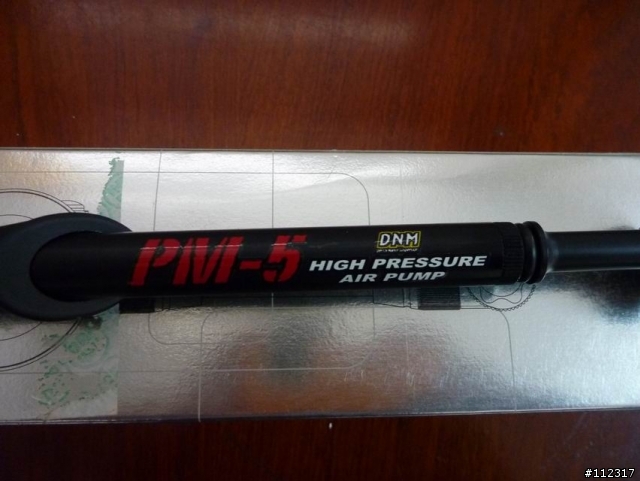 PM-5
DNM
HIGH PRESSURE
AIR PUMP
#112317